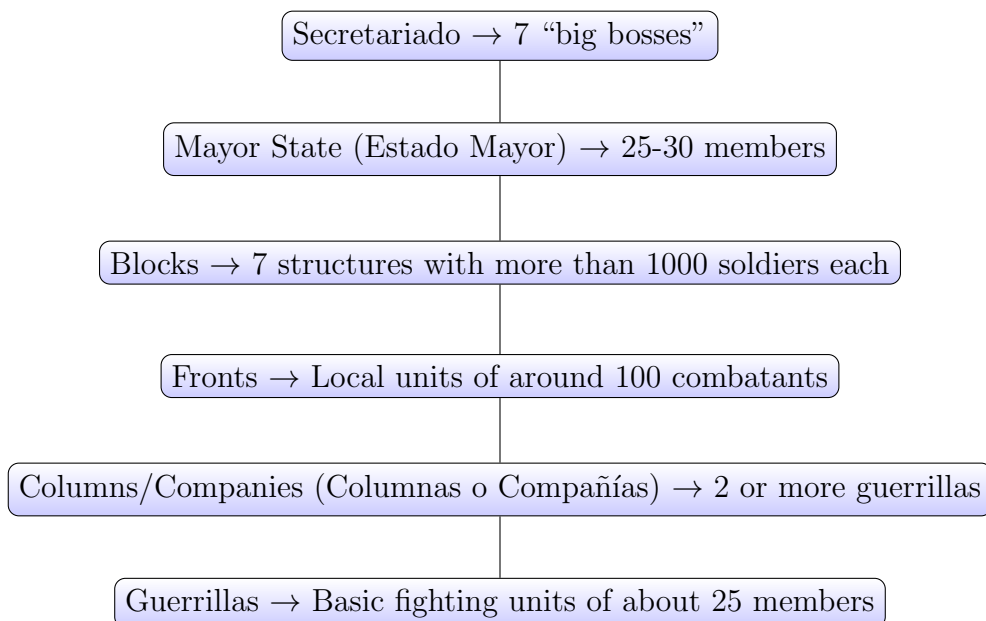 Secretariado → 7 “big bosses”
Mayor State (Estado Mayor) → 25-30 members
Blocks → 7 structures with more than 1000 soldiers each
Fronts → Local units of around 100 combatants
Columns/Companies (Columnas o Compañías) → 2 or more guerrillas
Guerrillas → Basic fighting units of about 25 members